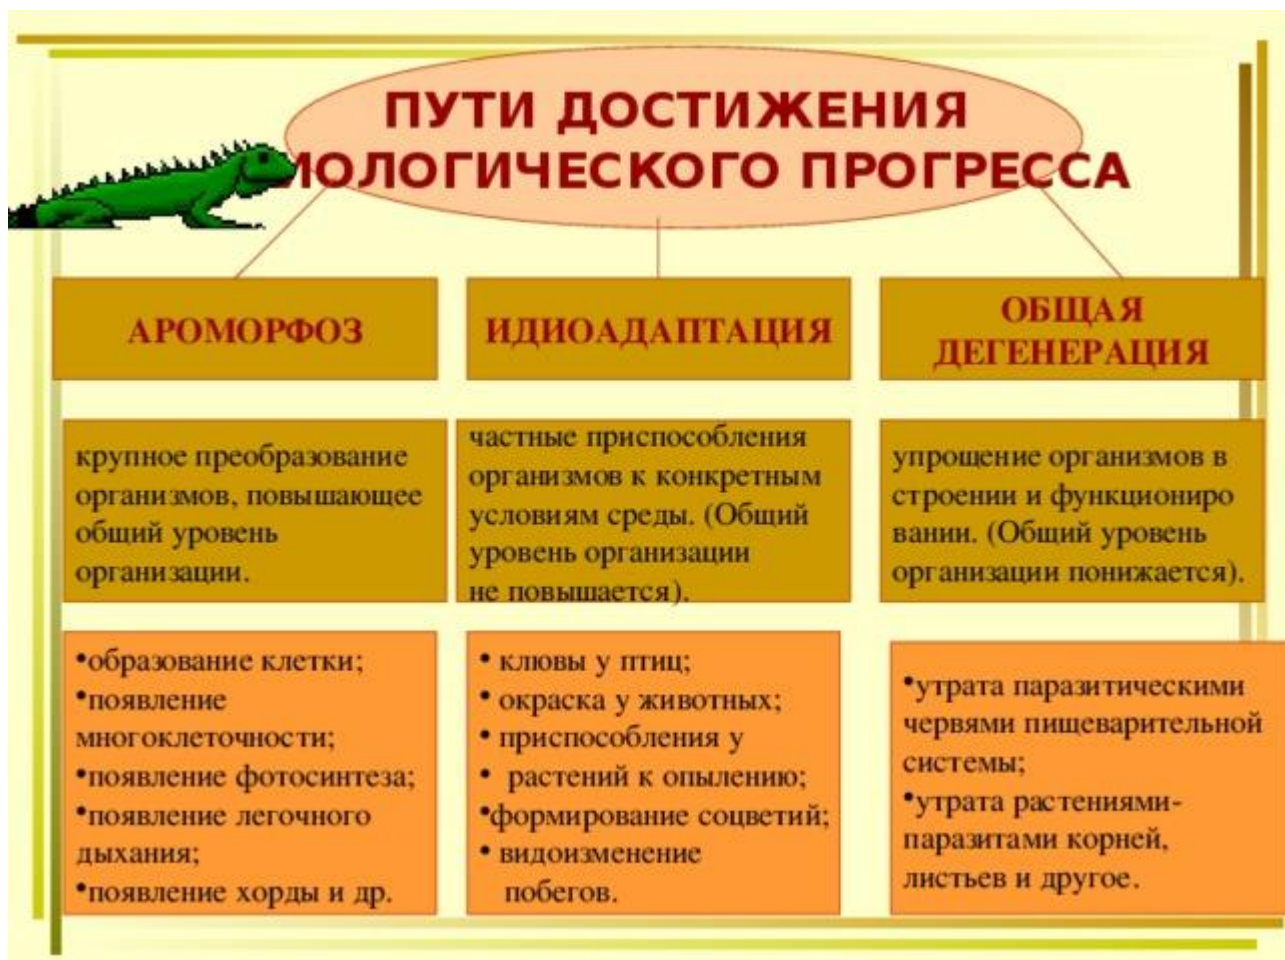 ПУТИ ДОСТИЖЕНИЯ
ИОЛОГИЧЕСКОГО ПРОГРЕССА
АРОМОРФОЗ
ИДИОАДАПТАЦИЯ
ОБЩАЯ
ДЕГЕНЕРАЦИЯ
крупное преобразование
организмов, повышающее
общий уровень
организации.
частные приспособления
организмов к конкретным
условиям среды. (Общий
уровень организации
не повышается).
упрощение организмов в
строении и функциониро
вании. (Общий уровень
организации понижается).
•образование клетки;
•появление
многоклеточности;
•появление фотосинтеза;
•появление легочного
дыхания;
•появление хорды и др.
• клювы у птиц;
• окраска у животных;
• приспособления у
• растений к опылению;
•формирование соцветий;
• видоизменение
побегов.
•утрата паразитическими
червями пищеварительной
системы;
•утрата растениями-
паразитами корней,
листьев и другое.